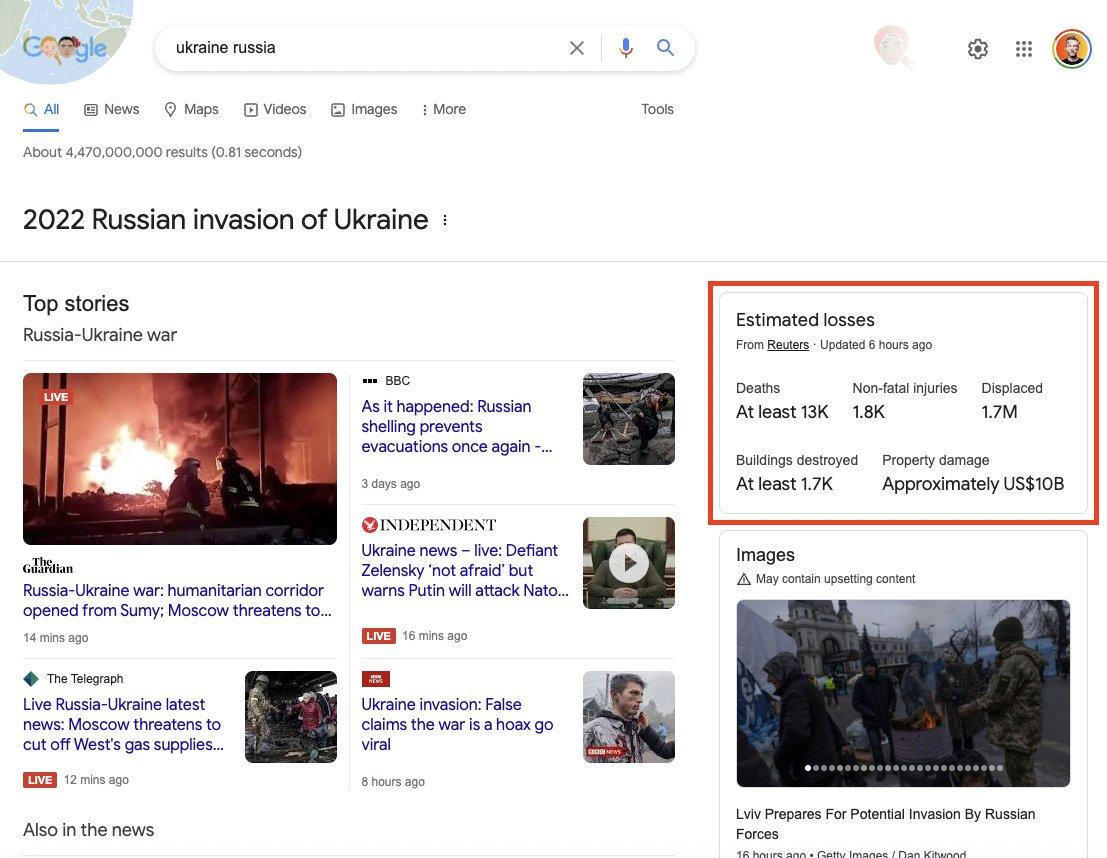 Google
ukraine russia
All
News
Maps
Videos
Images
More
Tools
About 4,470,000,000 results (0.81 seconds)
2022 Russian invasion of Ukraine
Top stories
Russia-Ukraine war
LIVE
The
Guardian
Russia-Ukraine war: humanitarian corridor
opened from Sumy; Moscow threatens to...
14 mins ago
The Telegraph
Live Russia-Ukraine latest
news: Moscow threatens to
cut off West's gas supplies...
LIVE 12 mins ago
BBC
As it happened: Russian
shelling prevents
evacuations once again -...
3 days ago
INDEPENDENT
Ukraine news – live: Defiant
Zelensky ‘not afraid’ but
warns Putin will attack Nato...
LIVE 16 mins ago
BBC
NEWS
Ukraine invasion: False
claims the war is a hoax go
viral
BBC NEWS
8 hours ago
Also in the news
Estimated losses
From Reuters · Updated 6 hours ago
Deaths Non-fatal injuries Displaced
At least 13K 1.8K 1.7M
Buildings destroyed Property damage
At least 1.7K Approximately US$10B
Images
May contain upsetting content
Lviv Prepares For Potential Invasion By Russian
Forces
16 hours ago • Getty Images / Dan Kitwood